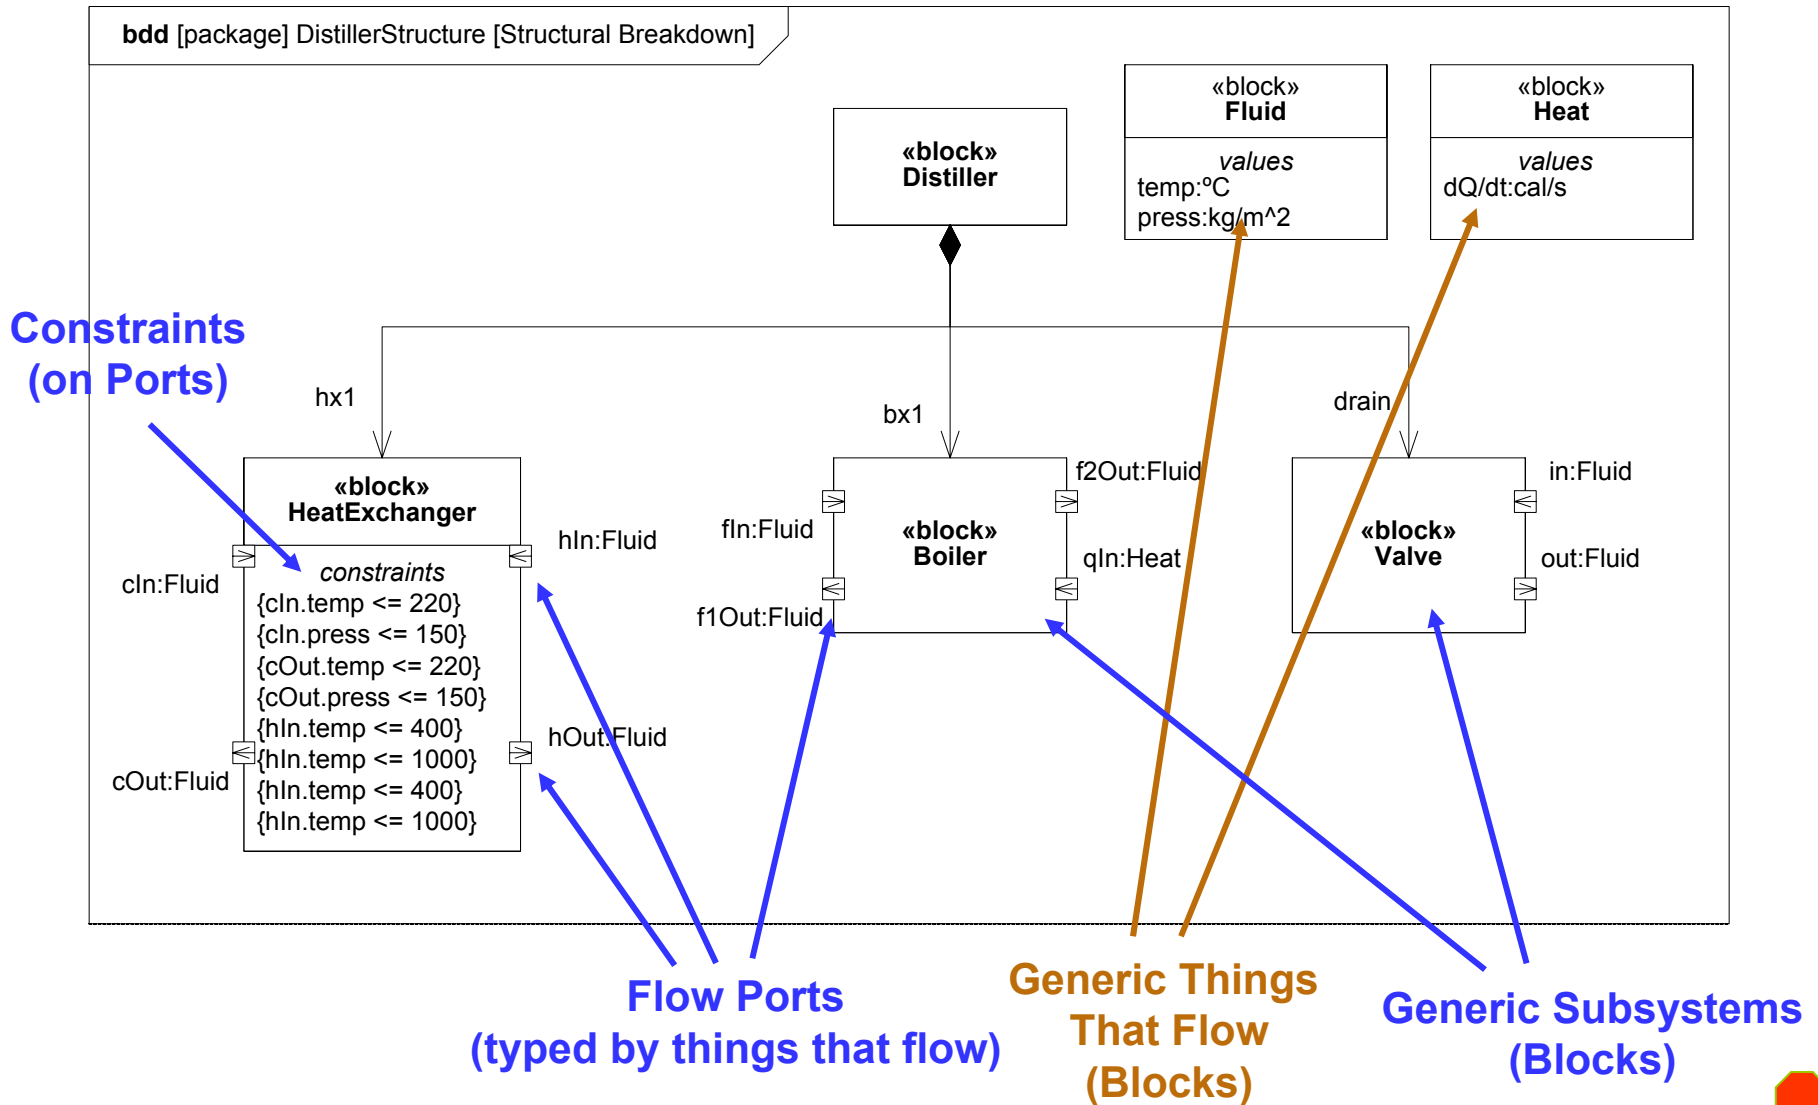 bdd [package] DistillerStructure [Structural Breakdown]
«block»
Distiller
«block»
Fluid
values
temp:ºC
press:kg/m^2
«block»
Heat
values
dQ/dt:cal/s
Constraints
(on Ports)
hx1
bx1
drain
«block»
HeatExchanger
constraints
{cIn.temp <= 220}
{cIn.press <= 150}
{cOut.temp <= 220}
{cOut.press <= 150}
{hIn.temp <= 400}
{hIn.temp <= 1000}
{hIn.temp <= 400}
{hIn.temp <= 1000}
cIn:Fluid
cOut:Fluid
hIn:Fluid
hOut:Fluid
fIn:Fluid
f1Out:Fluid
«block»
Boiler
f2Out:Fluid
qIn:Heat
«block»
Valve
in:Fluid
out:Fluid
Flow Ports
(typed by things that flow)
Generic Things
That Flow
(Blocks)
Generic Subsystems
(Blocks)